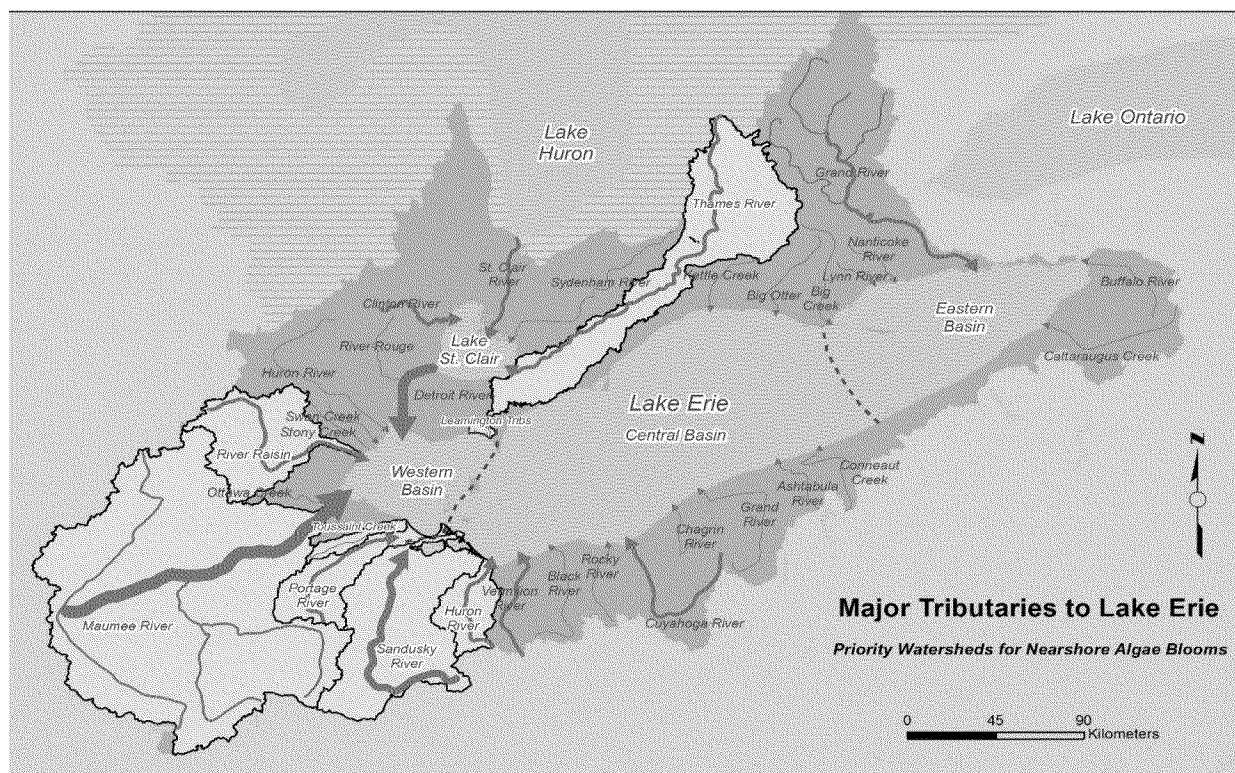 Lake
Huron
Lake Ontario
Grand River
Thames River
Nanticoke
River
St. Clair
River
Sydenham River
Kettle Creek
Lynn River
Buffalo River
Big Otter
Big
Creek
Clinton River
Eastern
Basin
River Rouge
Lake
St. Clair
Cattaraugus Creek
Huron River
Detroit River
Lake Erie
Swan Creek
Stony Creek
Leamington Tribs
Central Basin
River Raisin
Western
Basin
Conneaut
Creek
Ottawa Creek
Ashtabula
River
Grand
River
Toussaint Creek
Chagrin
River
Rocky
River
Black
River
Vermilion
River
Portage
River
Huron
River
Maumee River
Cuyahoga River
Sandusky
River
Major Tributaries to Lake Erie
Priority Watersheds for Nearshore Algae Blooms
0 45 90
Kilometers